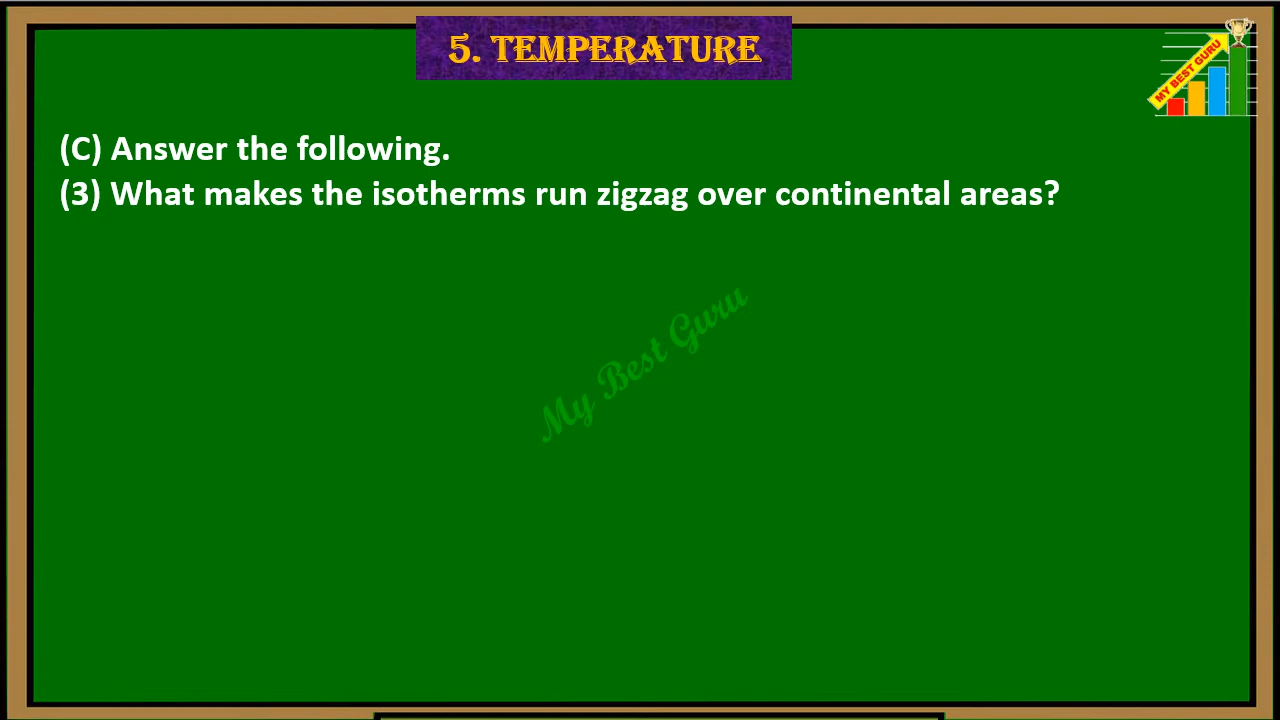 5. TEMPERATURE
MY BEST GURU
(C) Answer the following.
(3) What makes the isotherms run zigzag over continental areas?
My Best Guru